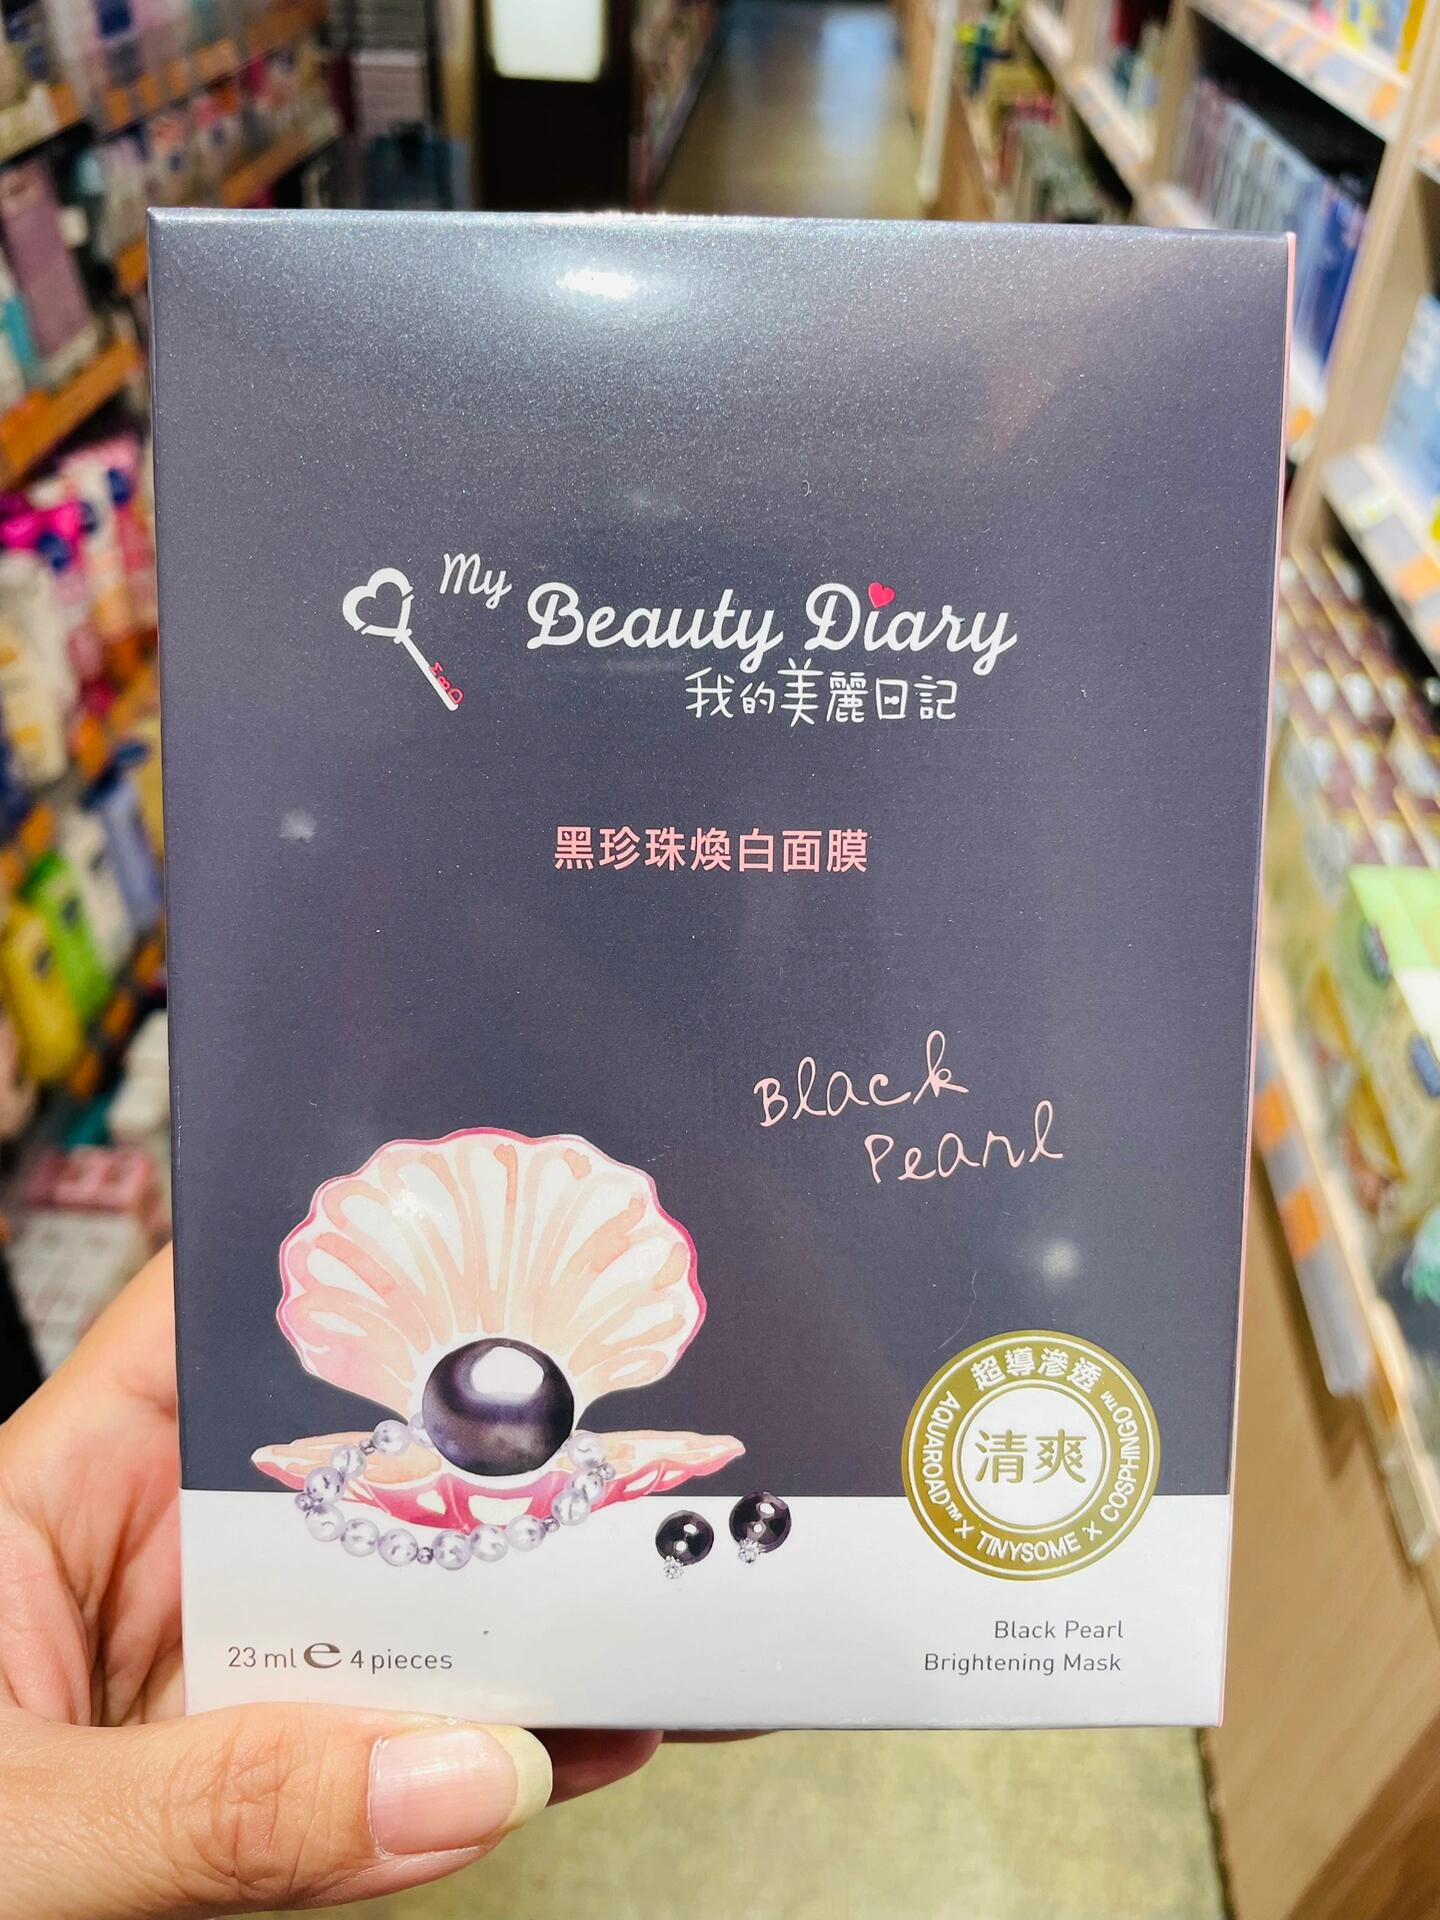 My
Beauty Diary
MBD
我的美麗日記
黑珍珠煥白面膜
Black
Pearl
超導滲透
清爽
AQUAROAD™ x TINYSOME x COSPHINGO™
23 ml e 4 pieces
Black Pearl
Brightening Mask